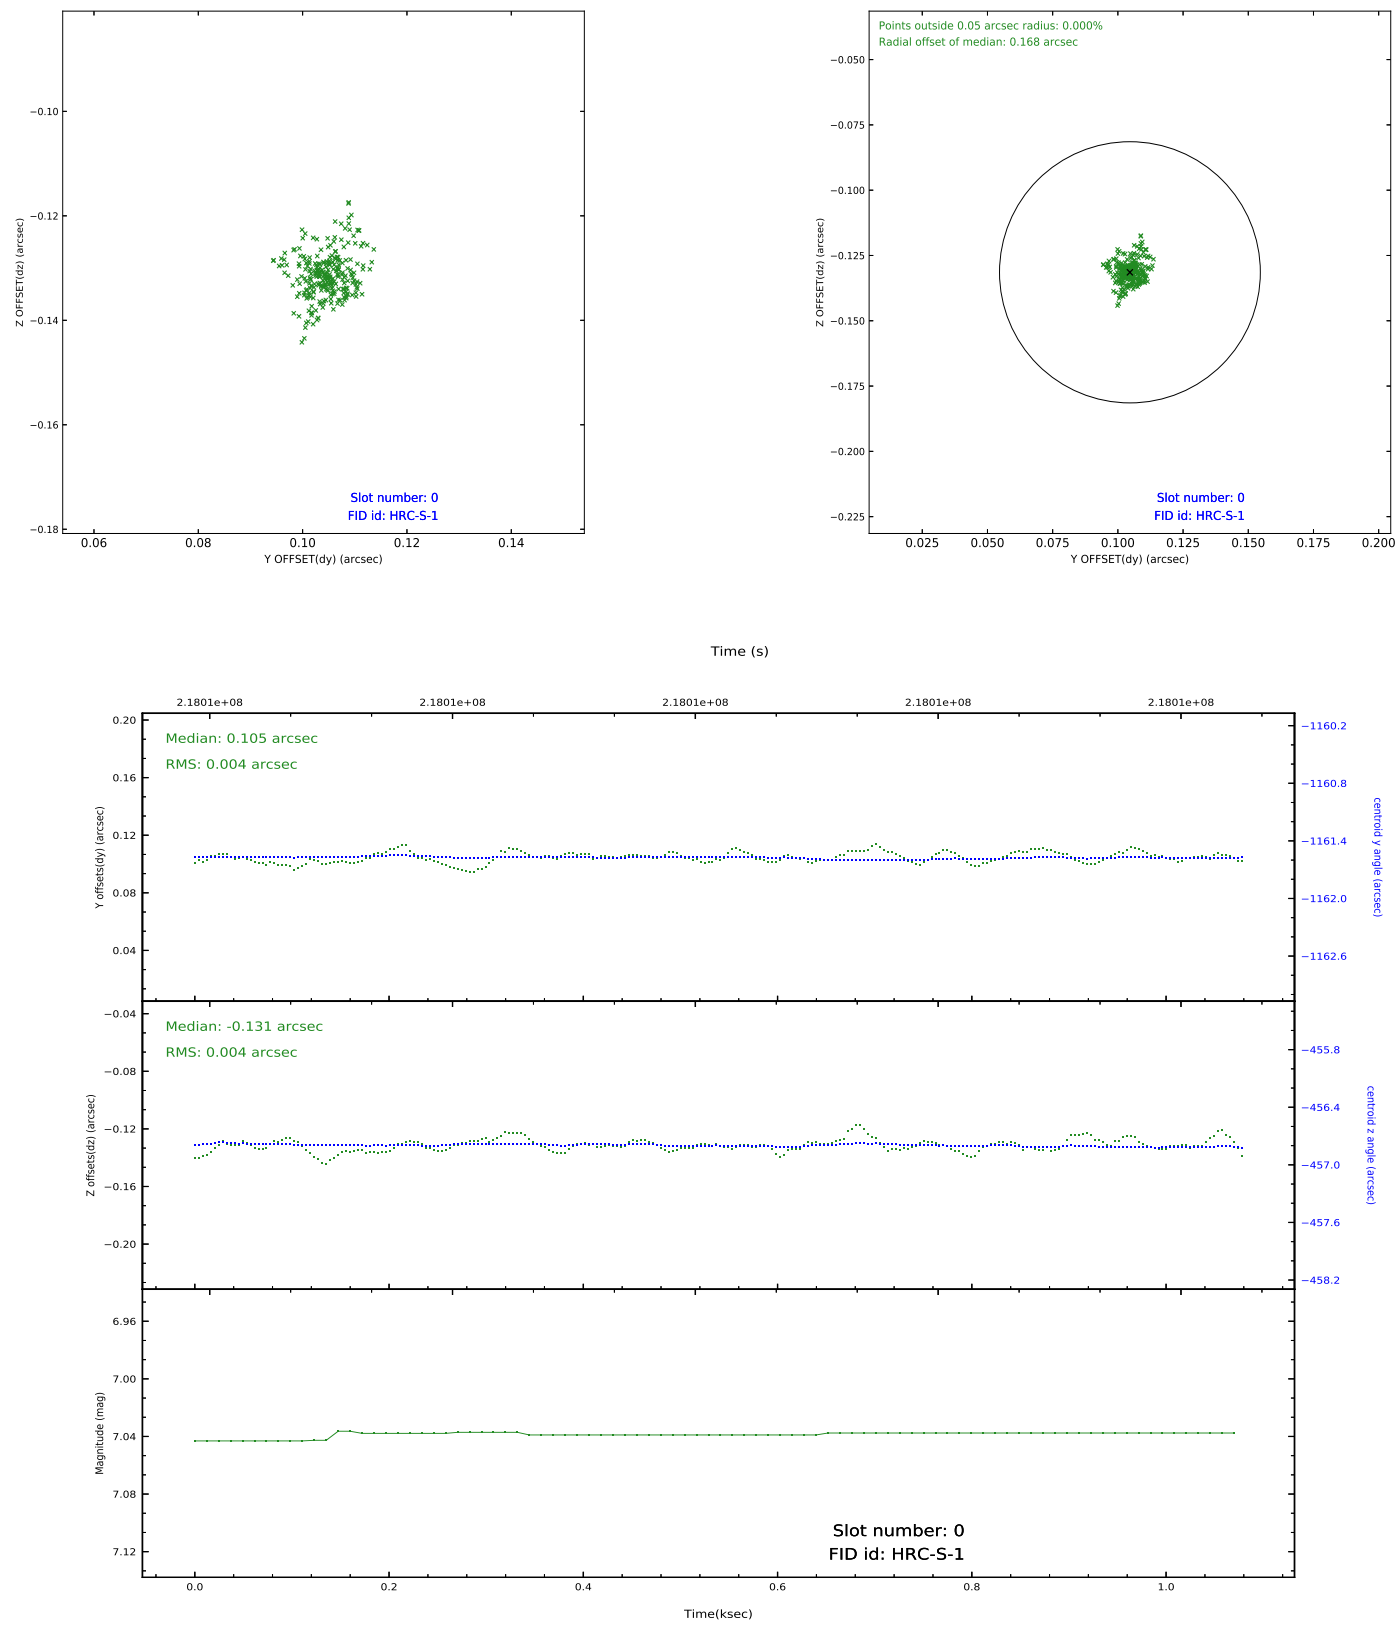 −0.10
−0.12
−0.14
−0.16
−0.18
Z OFFSET(dz) (arcsec)
0.06 0.08 0.10 0.12 0.14
Y OFFSET(dy) (arcsec)
Slot number: 0
FID id: HRC-S-1
Points outside 0.05 arcsec radius: 0.000%
Radial offset of median: 0.168 arcsec
−0.050
−0.075
−0.100
−0.125
−0.150
−0.175
−0.200
−0.225
Z OFFSET(dz) (arcsec)
0.025 0.050 0.075 0.100 0.125 0.150 0.175 0.200
Y OFFSET(dy) (arcsec)
Slot number: 0
FID id: HRC-S-1
Time (s)
2.1801e+08 2.1801e+08 2.1801e+08 2.1801e+08 2.1801e+08
Median: 0.105 arcsec
RMS: 0.004 arcsec
0.20
0.16
0.12
0.08
0.04
Y offsets(dy) (arcsec)
−1160.2
−1160.8
−1161.4
−1162.0
−1162.6
centroid y angle (arcsec)
Median: -0.131 arcsec
RMS: 0.004 arcsec
−0.04
−0.08
−0.12
−0.16
−0.20
Z offsets(dz) (arcsec)
−455.8
−456.4
−457.0
−457.6
−458.2
centroid z angle (arcsec)
6.96
7.00
7.04
7.08
7.12
Magnitude (mag)
Slot number: 0
FID id: HRC-S-1
0.0 0.2 0.4 0.6 0.8 1.0
Time(ksec)